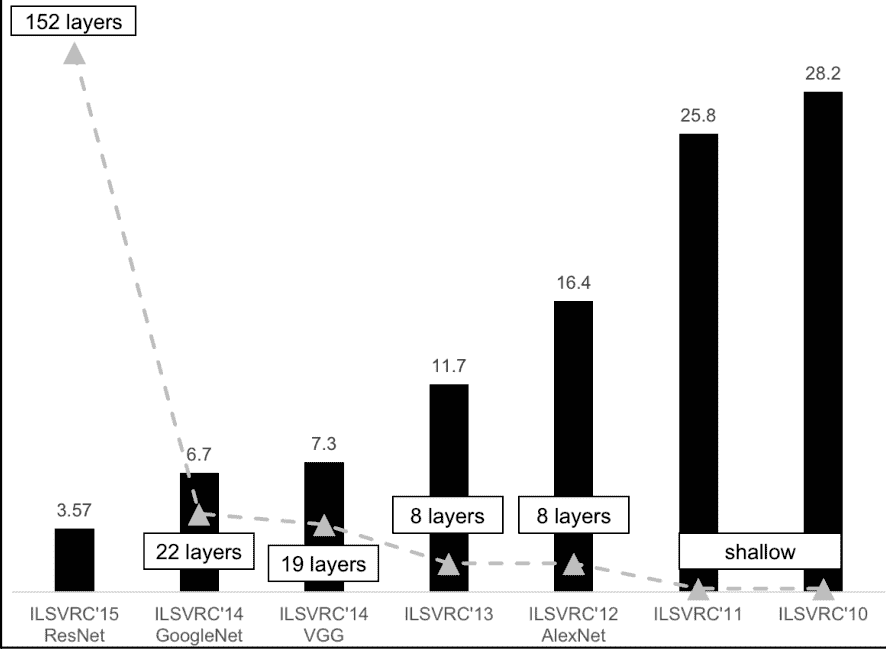 152 layers
28.2
25.8
16.4
11.7
7.3
6.7
3.57
8 layers
8 layers
22 layers
19 layers
shallow
ILSVRC'15
ResNet
ILSVRC'14
GoogleNet
ILSVRC'14
VGG
ILSVRC'13
ILSVRC'12
AlexNet
ILSVRC'11
ILSVRC'10